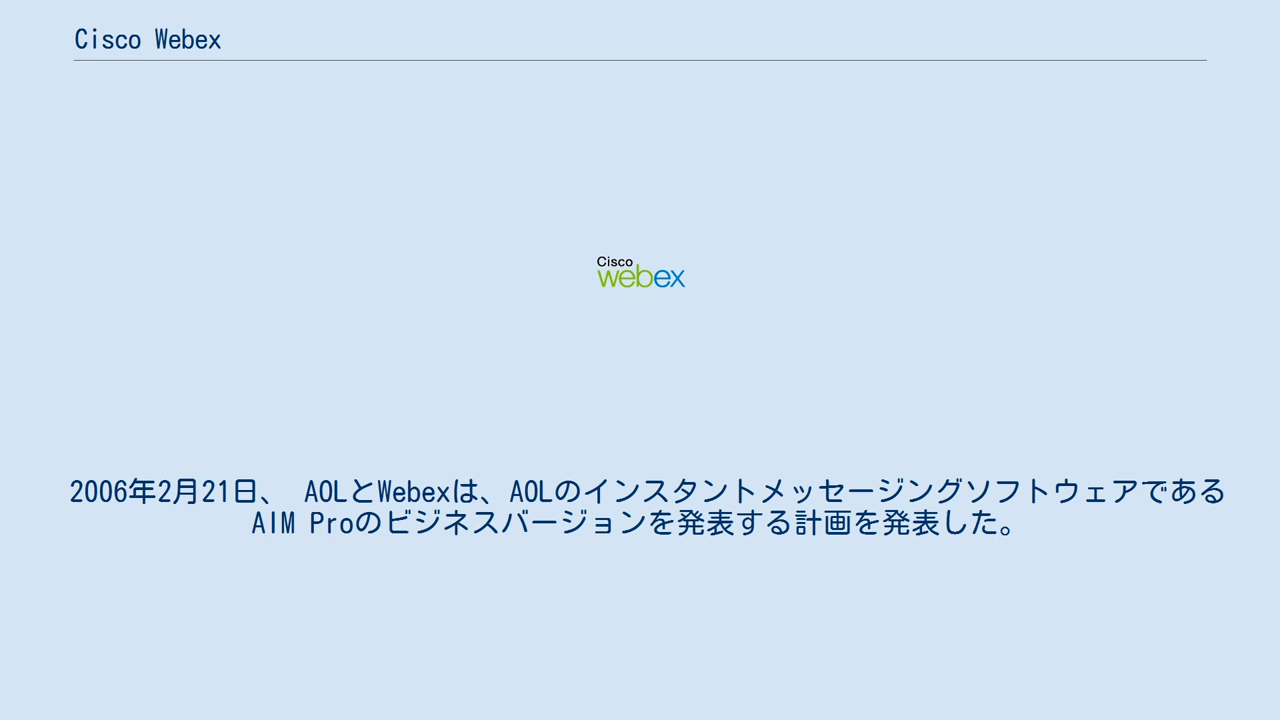 Cisco Webex
Cisco
webex
2006年2月21日、 AOLとWebexは、AOLのインスタントメッセージングソフトウェアである
AIM Proのビジネスバージョンを発表する計画を発表した。